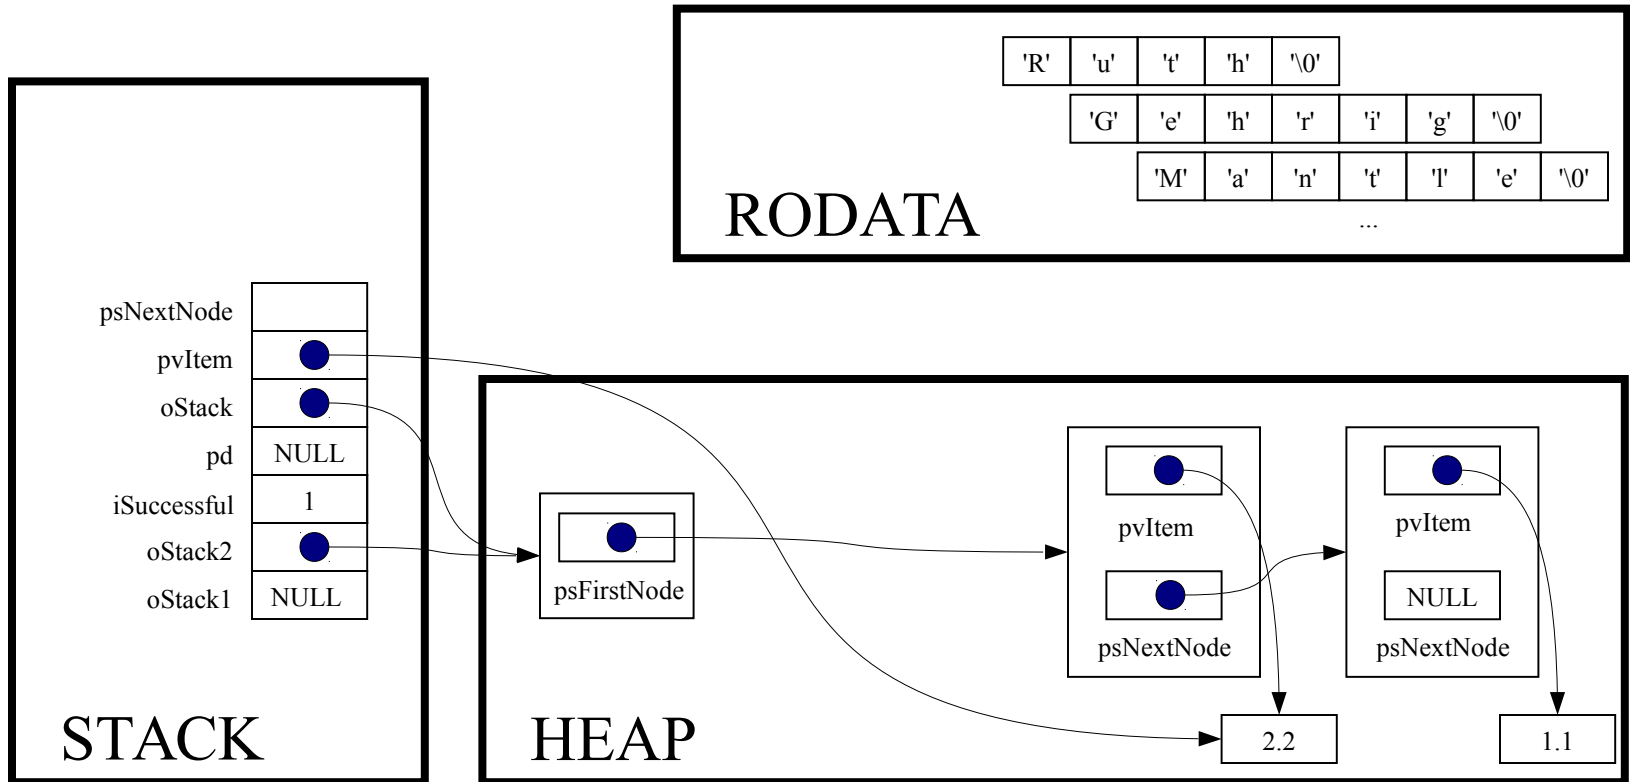 'R' 'u' 't' 'h' '\0'
'G' 'e' 'h' 'r' 'i' 'g' '\0'
'M' 'a' 'n' 't' 'l' 'e' '\0'
...
RODATA
psNextNode
pvItem
oStack
pd NULL
iSuccessful 1
oStack2
oStack1 NULL
STACK
psFirstNode
pvItem
psNextNode
pvItem
NULL
psNextNode
2.2
1.1
HEAP